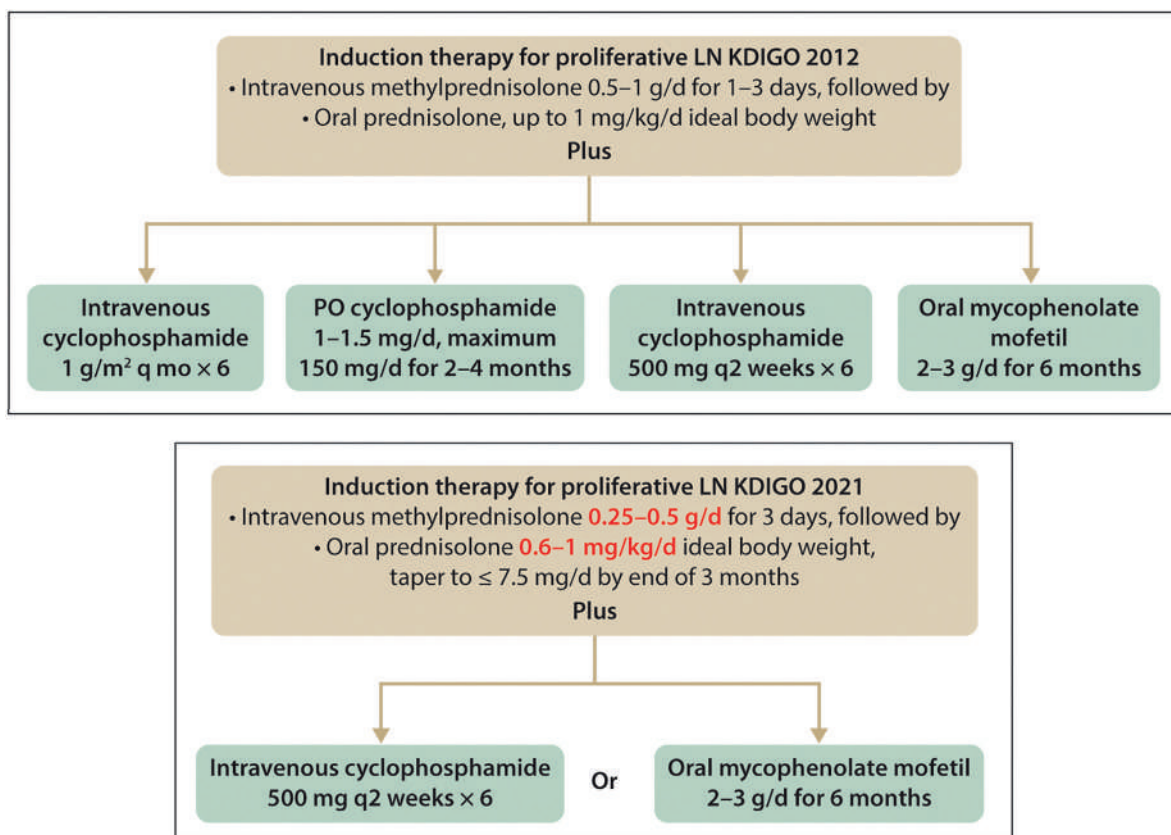 Induction therapy for proliferative LN KDIGO 2012
• Intravenous methylprednisolone 0.5–1 g/d for 1–3 days, followed by
• Oral prednisolone, up to 1 mg/kg/d ideal body weight
Plus
Intravenous
cyclophosphamide
1 g/m² q mo × 6
PO cyclophosphamide
1–1.5 mg/d, maximum
150 mg/d for 2–4 months
Intravenous
cyclophosphamide
500 mg q2 weeks × 6
Oral mycophenolate
mofetil
2–3 g/d for 6 months
Induction therapy for proliferative LN KDIGO 2021
• Intravenous methylprednisolone 0.25–0.5 g/d for 3 days, followed by
• Oral prednisolone 0.6–1 mg/kg/d ideal body weight,
taper to ≤ 7.5 mg/d by end of 3 months
Plus
Intravenous cyclophosphamide
500 mg q2 weeks × 6
Or
Oral mycophenolate mofetil
2–3 g/d for 6 months